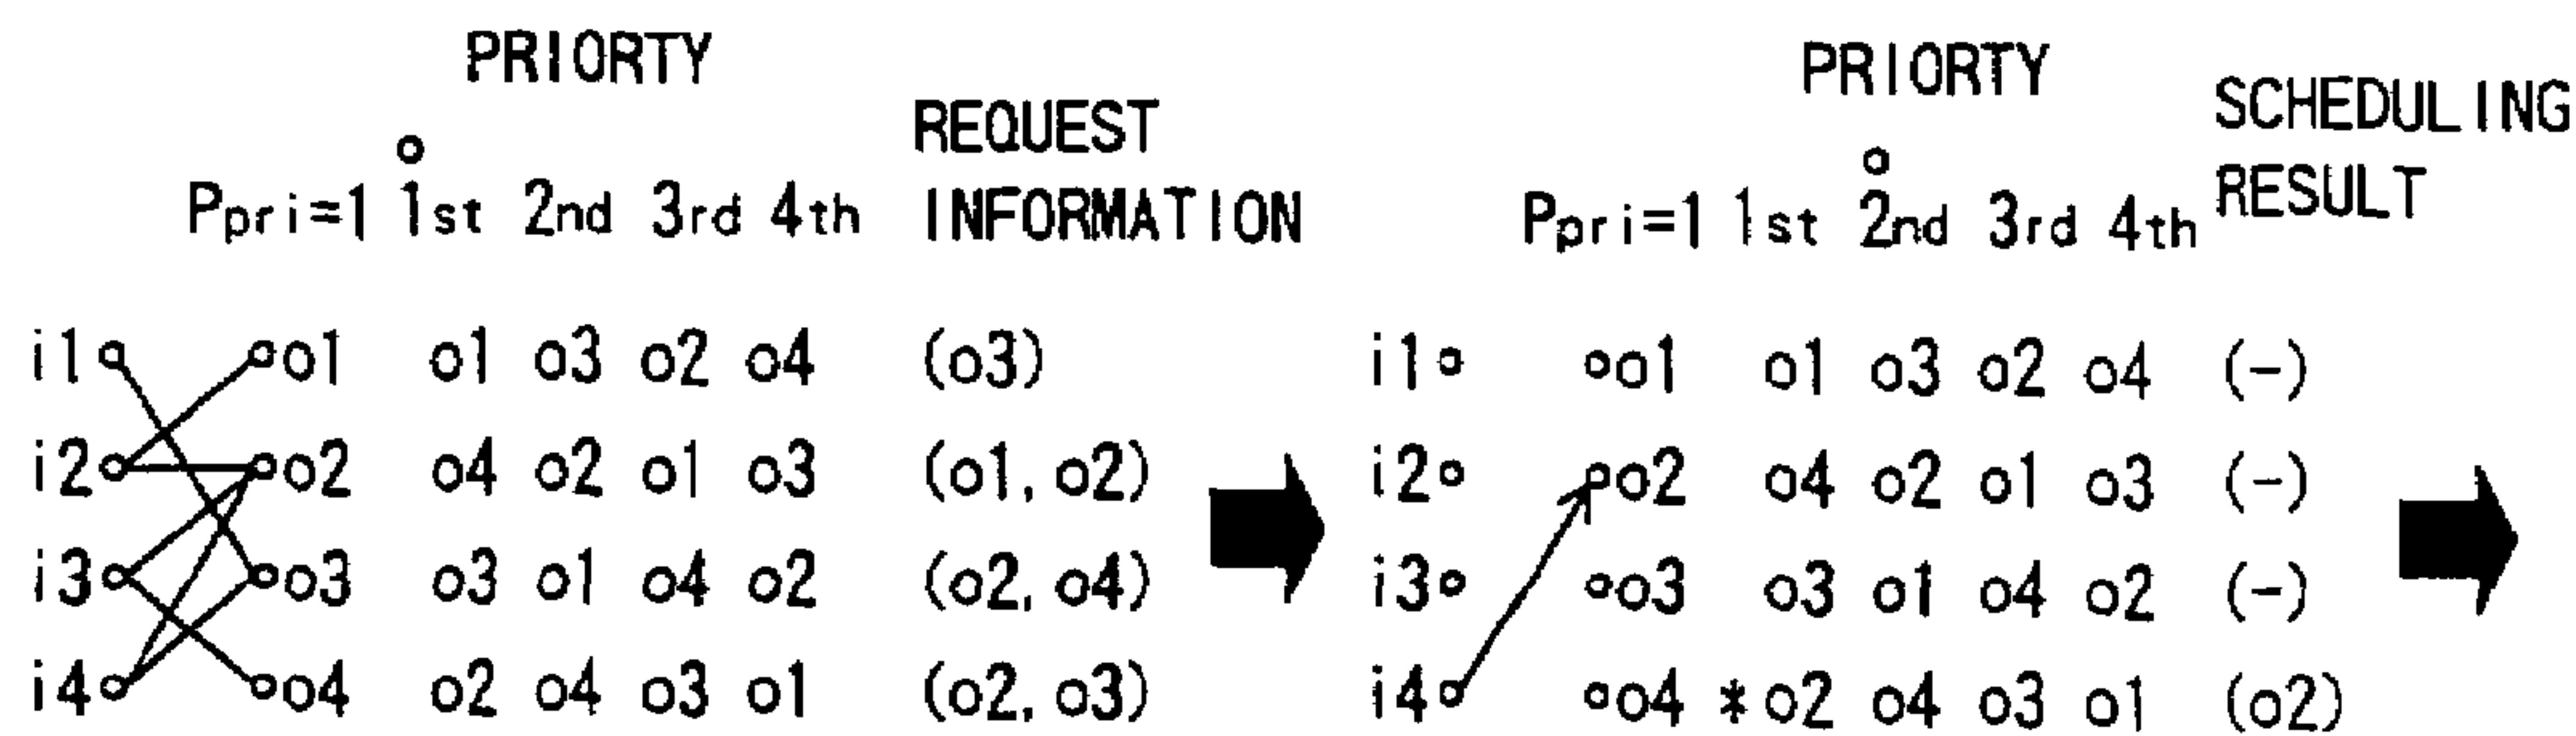 PRIORTY
REQUEST
INFORMATION
Ppri=1 1st 2nd 3rd 4th
i1 o1 o1 o3 o2 o4 (o3)
i2 o2 o4 o2 o1 o3 (o1, o2)
i3 o3 o3 o1 o4 o2 (o2, o4)
i4 o4 o2 o4 o3 o1 (o2, o3)
PRIORTY
SCHEDULING
RESULT
Ppri=1 1st 2nd 3rd 4th
i1 o1 o1 o3 o2 o4 (-)
i2 o2 o4 o2 o1 o3 (-)
i3 o3 o3 o1 o4 o2 (-)
i4 o4 * o2 o4 o3 o1 (o2)